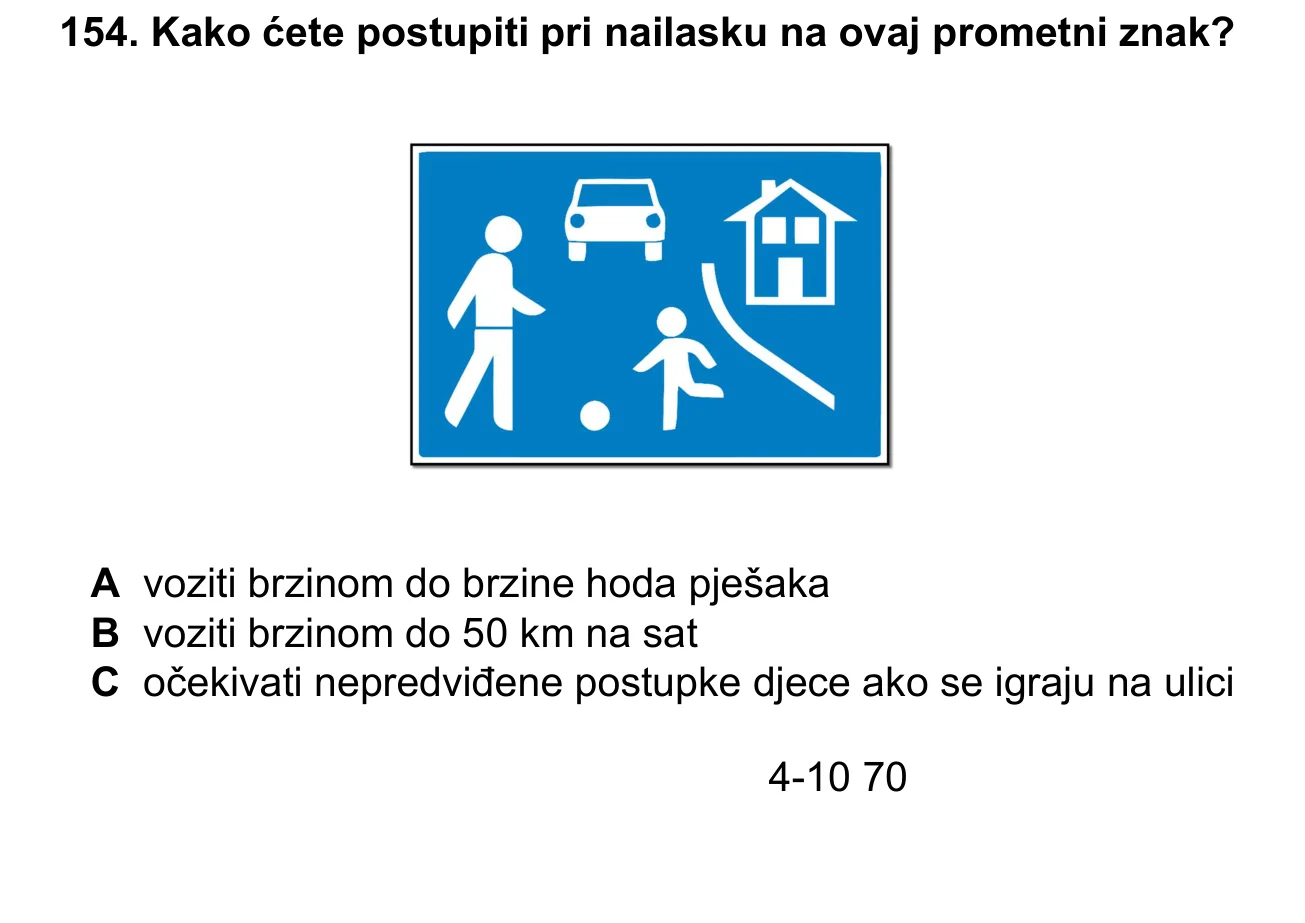 154. Kako ćete postupiti pri nailasku na ovaj prometni znak?
A voziti brzinom do brzine hoda pješaka
B voziti brzinom do 50 km na sat
C očekivati nepredviđene postupke djece ako se igraju na ulici
4-10 70